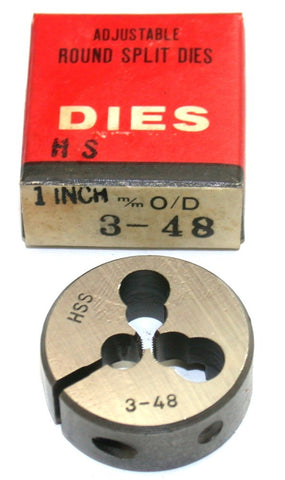 ADJUSTABLE
ROUND SPLIT DIES
DIES
H S
1 INCH m/m O/D
3-48
HSS
3-48